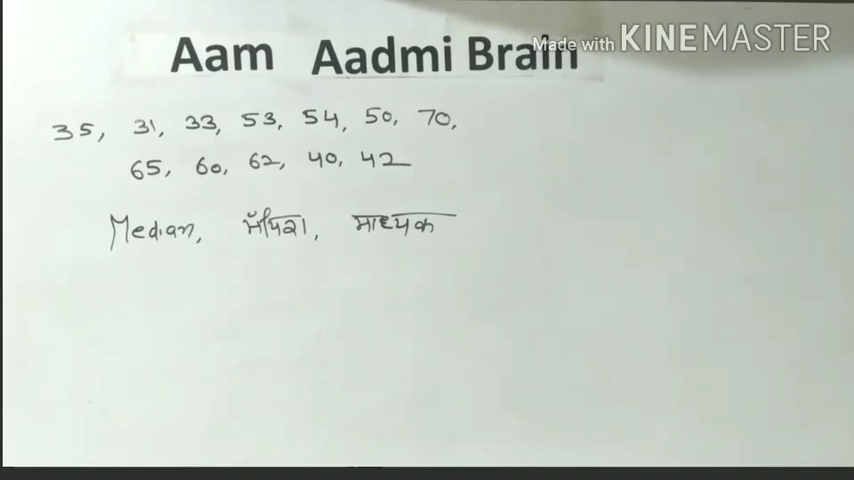 Aam Aadmi Brain
Made with KINEMASTER
35, 31, 33, 53, 54, 50, 70,
65, 60, 62, 40, 42
Median, ਮੱਧਿਕਾ, माध्यक